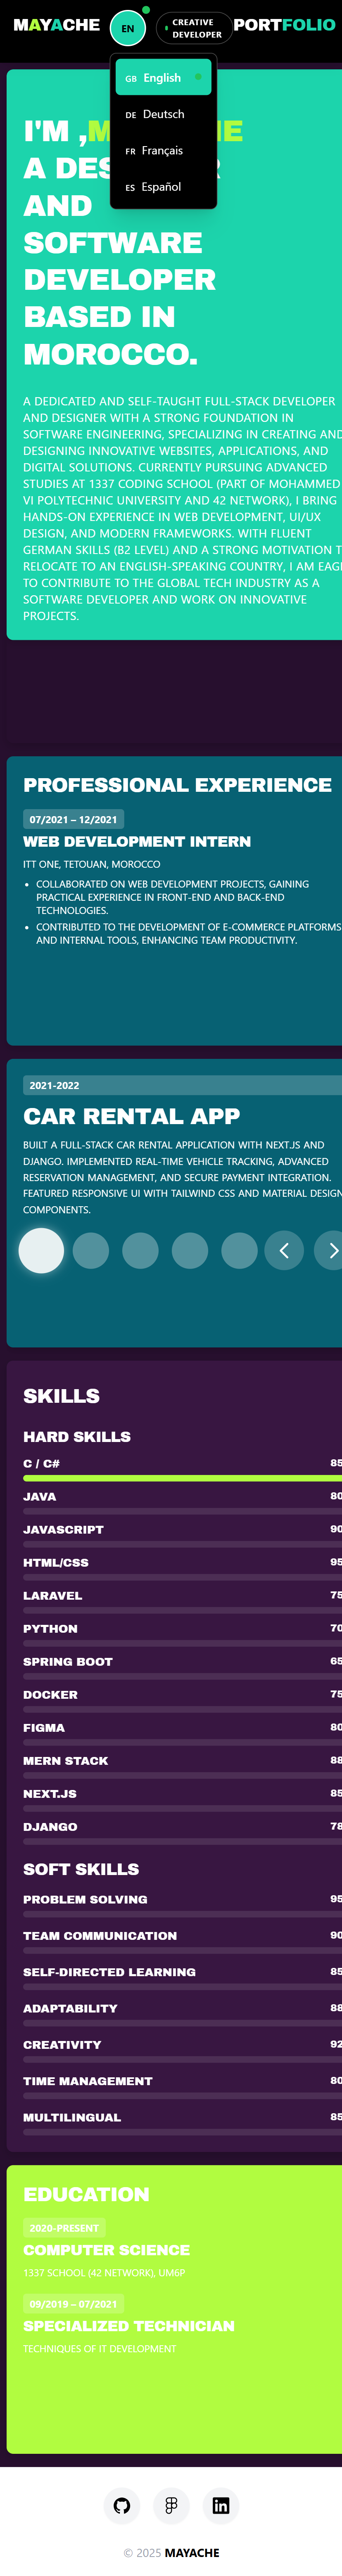 MAYACHE
EN
CREATIVE
DEVELOPER
PORTFOLIO
GB English
DE Deutsch
FR Français
ES Español
I'M ,M
E
A DES
R
AND
SOFTWARE
DEVELOPER
BASED IN
MOROCCO.
A DEDICATED AND SELF-TAUGHT FULL-STACK DEVELOPER
AND DESIGNER WITH A STRONG FOUNDATION IN
SOFTWARE ENGINEERING, SPECIALIZING IN CREATING AND
DESIGNING INNOVATIVE WEBSITES, APPLICATIONS, AND
DIGITAL SOLUTIONS. CURRENTLY PURSUING ADVANCED
STUDIES AT 1337 CODING SCHOOL (PART OF MOHAMMED
VI POLYTECHNIC UNIVERSITY AND 42 NETWORK), I BRING
HANDS-ON EXPERIENCE IN WEB DEVELOPMENT, UI/UX
DESIGN, AND MODERN FRAMEWORKS. WITH FLUENT
GERMAN SKILLS (B2 LEVEL) AND A STRONG MOTIVATION T
RELOCATE TO AN ENGLISH-SPEAKING COUNTRY, I AM EAG
TO CONTRIBUTE TO THE GLOBAL TECH INDUSTRY AS A
SOFTWARE DEVELOPER AND WORK ON INNOVATIVE
PROJECTS.
PROFESSIONAL EXPERIENCE
07/2021 – 12/2021
WEB DEVELOPMENT INTERN
ITT ONE, TETOUAN, MOROCCO
• COLLABORATED ON WEB DEVELOPMENT PROJECTS, GAINING
PRACTICAL EXPERIENCE IN FRONT-END AND BACK-END
TECHNOLOGIES.
• CONTRIBUTED TO THE DEVELOPMENT OF E-COMMERCE PLATFORMS
AND INTERNAL TOOLS, ENHANCING TEAM PRODUCTIVITY.
2021-2022
CAR RENTAL APP
BUILT A FULL-STACK CAR RENTAL APPLICATION WITH NEXT.JS AND
DJANGO. IMPLEMENTED REAL-TIME VEHICLE TRACKING, ADVANCED
RESERVATION MANAGEMENT, AND SECURE PAYMENT INTEGRATION.
FEATURED RESPONSIVE UI WITH TAILWIND CSS AND MATERIAL DESIGN
COMPONENTS.
SKILLS
HARD SKILLS
C / C# 85
JAVA 80
JAVASCRIPT 90
HTML/CSS 95
LARAVEL 75
PYTHON 70
SPRING BOOT 65
DOCKER 75
FIGMA 80
MERN STACK 88
NEXT.JS 85
DJANGO 78
SOFT SKILLS
PROBLEM SOLVING 95
TEAM COMMUNICATION 90
SELF-DIRECTED LEARNING 85
ADAPTABILITY 88
CREATIVITY 92
TIME MANAGEMENT 80
MULTILINGUAL 85
EDUCATION
2020-PRESENT
COMPUTER SCIENCE
1337 SCHOOL (42 NETWORK), UM6P
09/2019 – 07/2021
SPECIALIZED TECHNICIAN
TECHNIQUES OF IT DEVELOPMENT
© 2025 MAYACHE